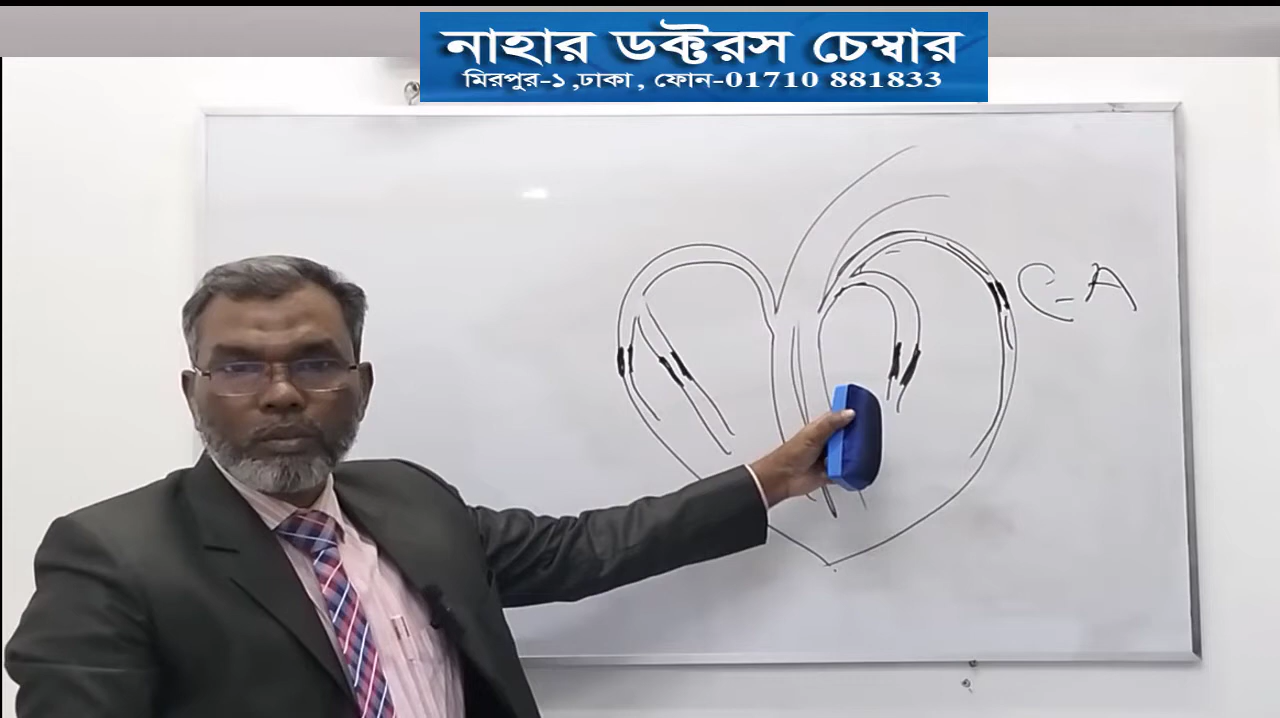 নাহার ডক্টরস চেম্বার
মিরপুর-১ ,ঢাকা , ফোন-01710 881833
C-A